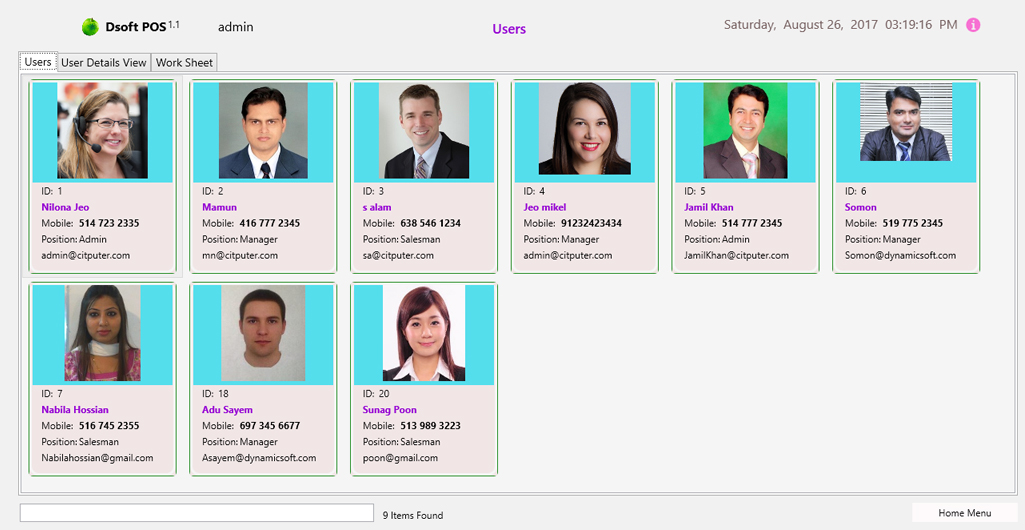 Dsoft POS 1.1
admin
Users
Saturday, August 26, 2017 03:19:16 PM
Users
User Details View
Work Sheet
ID: 1
Nilona Jeo
Mobile: 514 723 2335
Position: Admin
admin@citputer.com
ID: 2
Mamun
Mobile: 416 777 2345
Position: Manager
mn@citputer.com
ID: 3
s alam
Mobile: 638 546 1234
Position: Salesman
sa@citputer.com
ID: 4
Jeo mikel
Mobile: 91232423434
Position: Manager
admin@citputer.com
ID: 5
Jamil Khan
Mobile: 514 777 2345
Position: Admin
JamilKhan@citputer.com
ID: 6
Somon
Mobile: 519 775 2345
Position: Manager
Somon@dynamicsoft.com
ID: 7
Nabila Hossian
Mobile: 516 745 2355
Position: Salesman
Nabilahossian@gmail.com
ID: 18
Adu Sayem
Mobile: 697 345 6677
Position: Manager
Asayem@dynamicsoft.com
ID: 20
Sunag Poon
Mobile: 513 989 3223
Position: Salesman
poon@gmail.com
9 Items Found
Home Menu